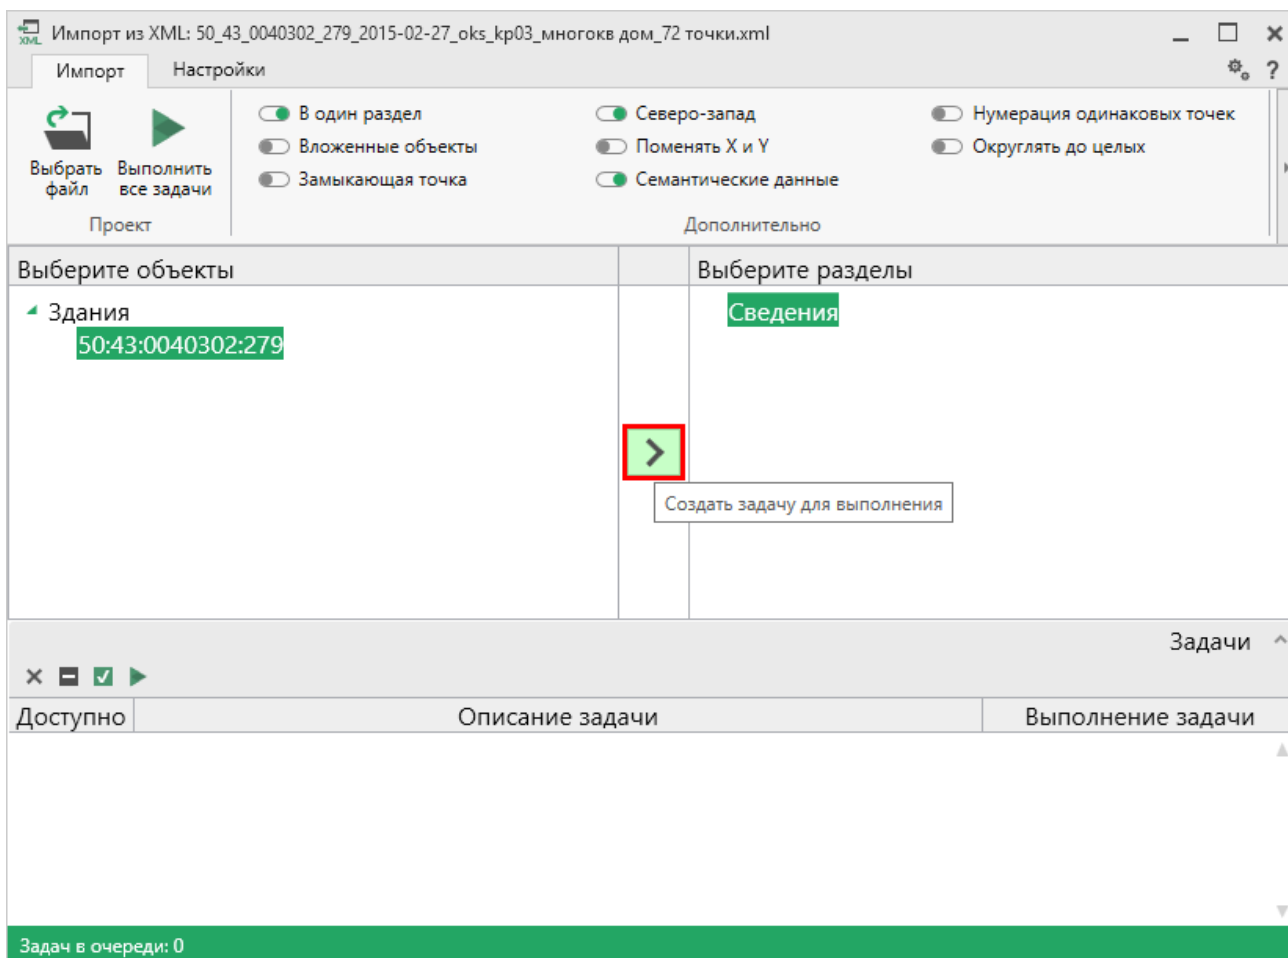 XML Импорт из XML: 50_43_0040302_279_2015-02-27_oks_kp03_многокв дом_72 точки.xml
Импорт Настройки ?
Выбрать файл
Выполнить все задачи
Проект
В один раздел
Вложенные объекты
Замыкающая точка
Северо-запад
Поменять X и Y
Семантические данные
Нумерация одинаковых точек
Округлять до целых
Дополнительно
Выберите объекты
Здания
50:43:0040302:279
Создать задачу для выполнения
Выберите разделы
Сведения
Задачи
Доступно Описание задачи Выполнение задачи
Задач в очереди: 0